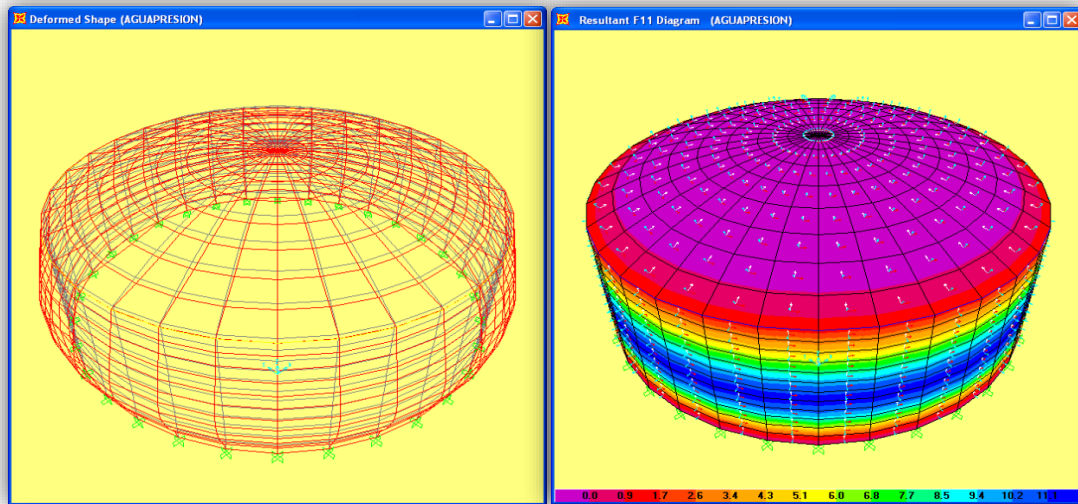 Deformed Shape (AGUAPRESION)
Resultant F11 Diagram (AGUAPRESION)
0.0 0.9 1.7 2.6 3.4 4.3 5.1 6.0 6.8 7.7 8.5 9.4 10.2 11.1